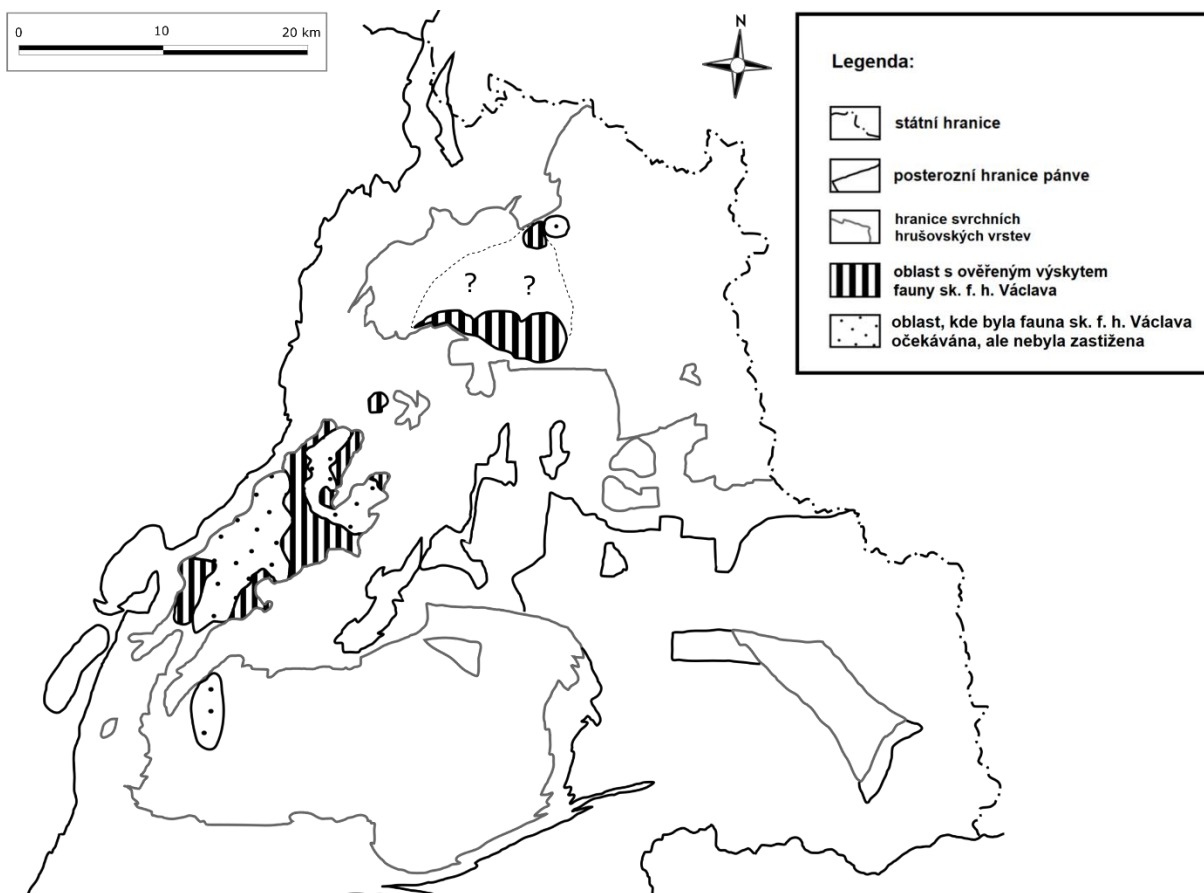 0 10 20 km
N
Legenda:
státní hranice
posterozní hranice pánve
hranice svrchních
hrušovských vrstev
oblast s ověřeným výskytem
fauny sk. f. h. Václava
oblast, kde byla fauna sk. f. h. Václava
očekávána, ale nebyla zastižena
? ?